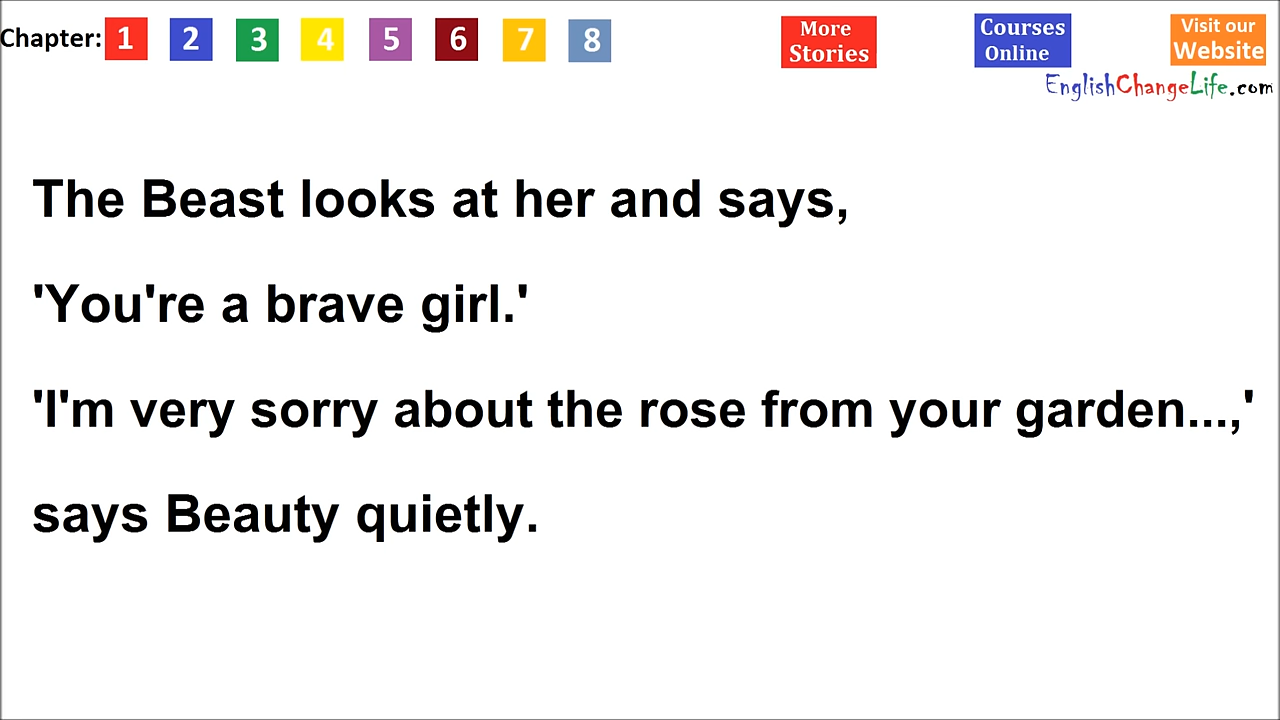 Chapter: 1 2 3 4 5 6 7 8
More Stories
Courses Online
Visit our Website
EnglishChangeLife.com
The Beast looks at her and says,
'You're a brave girl.'
'I'm very sorry about the rose from your garden...,'
says Beauty quietly.